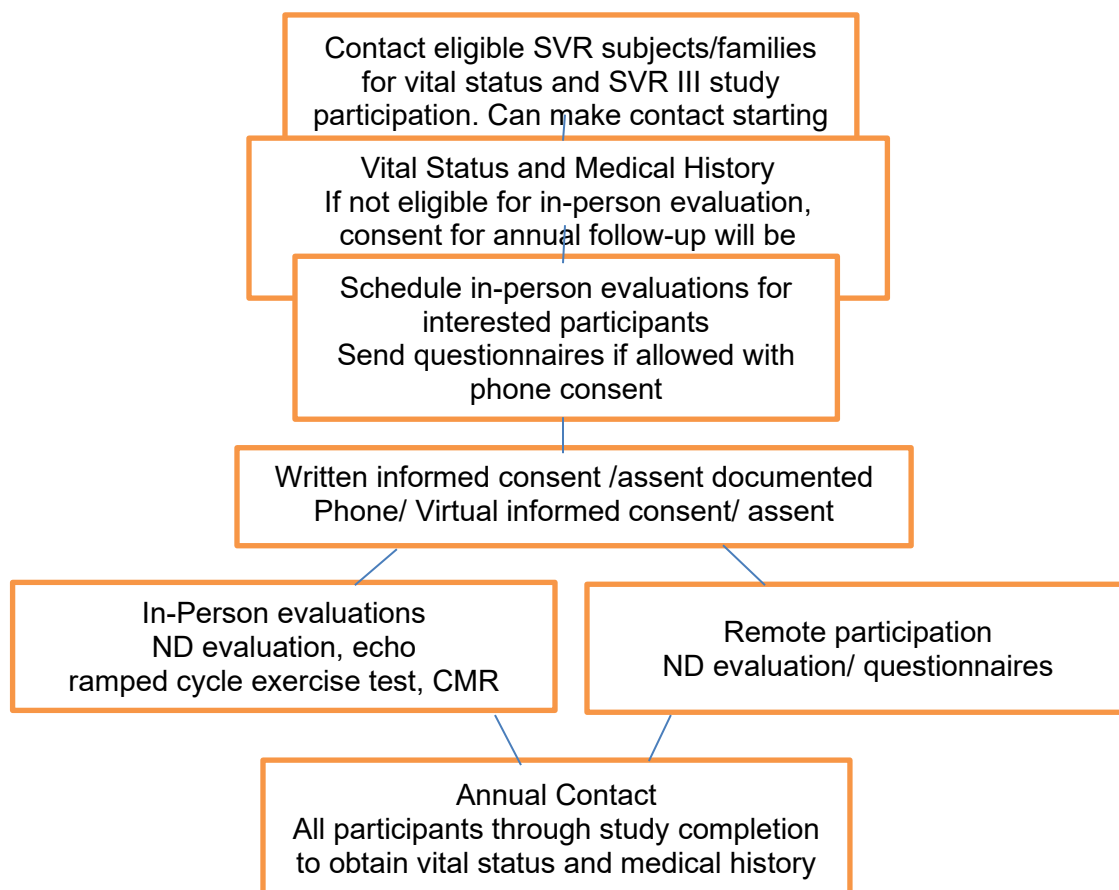 Contact eligible SVR subjects/families
for vital status and SVR III study
participation. Can make contact starting
Vital Status and Medical History
If not eligible for in-person evaluation,
consent for annual follow-up will be
Schedule in-person evaluations for
interested participants
Send questionnaires if allowed with
phone consent
Written informed consent /assent documented
Phone/ Virtual informed consent/ assent
In-Person evaluations
ND evaluation, echo
ramped cycle exercise test, CMR
Remote participation
ND evaluation/ questionnaires
Annual Contact
All participants through study completion
to obtain vital status and medical history